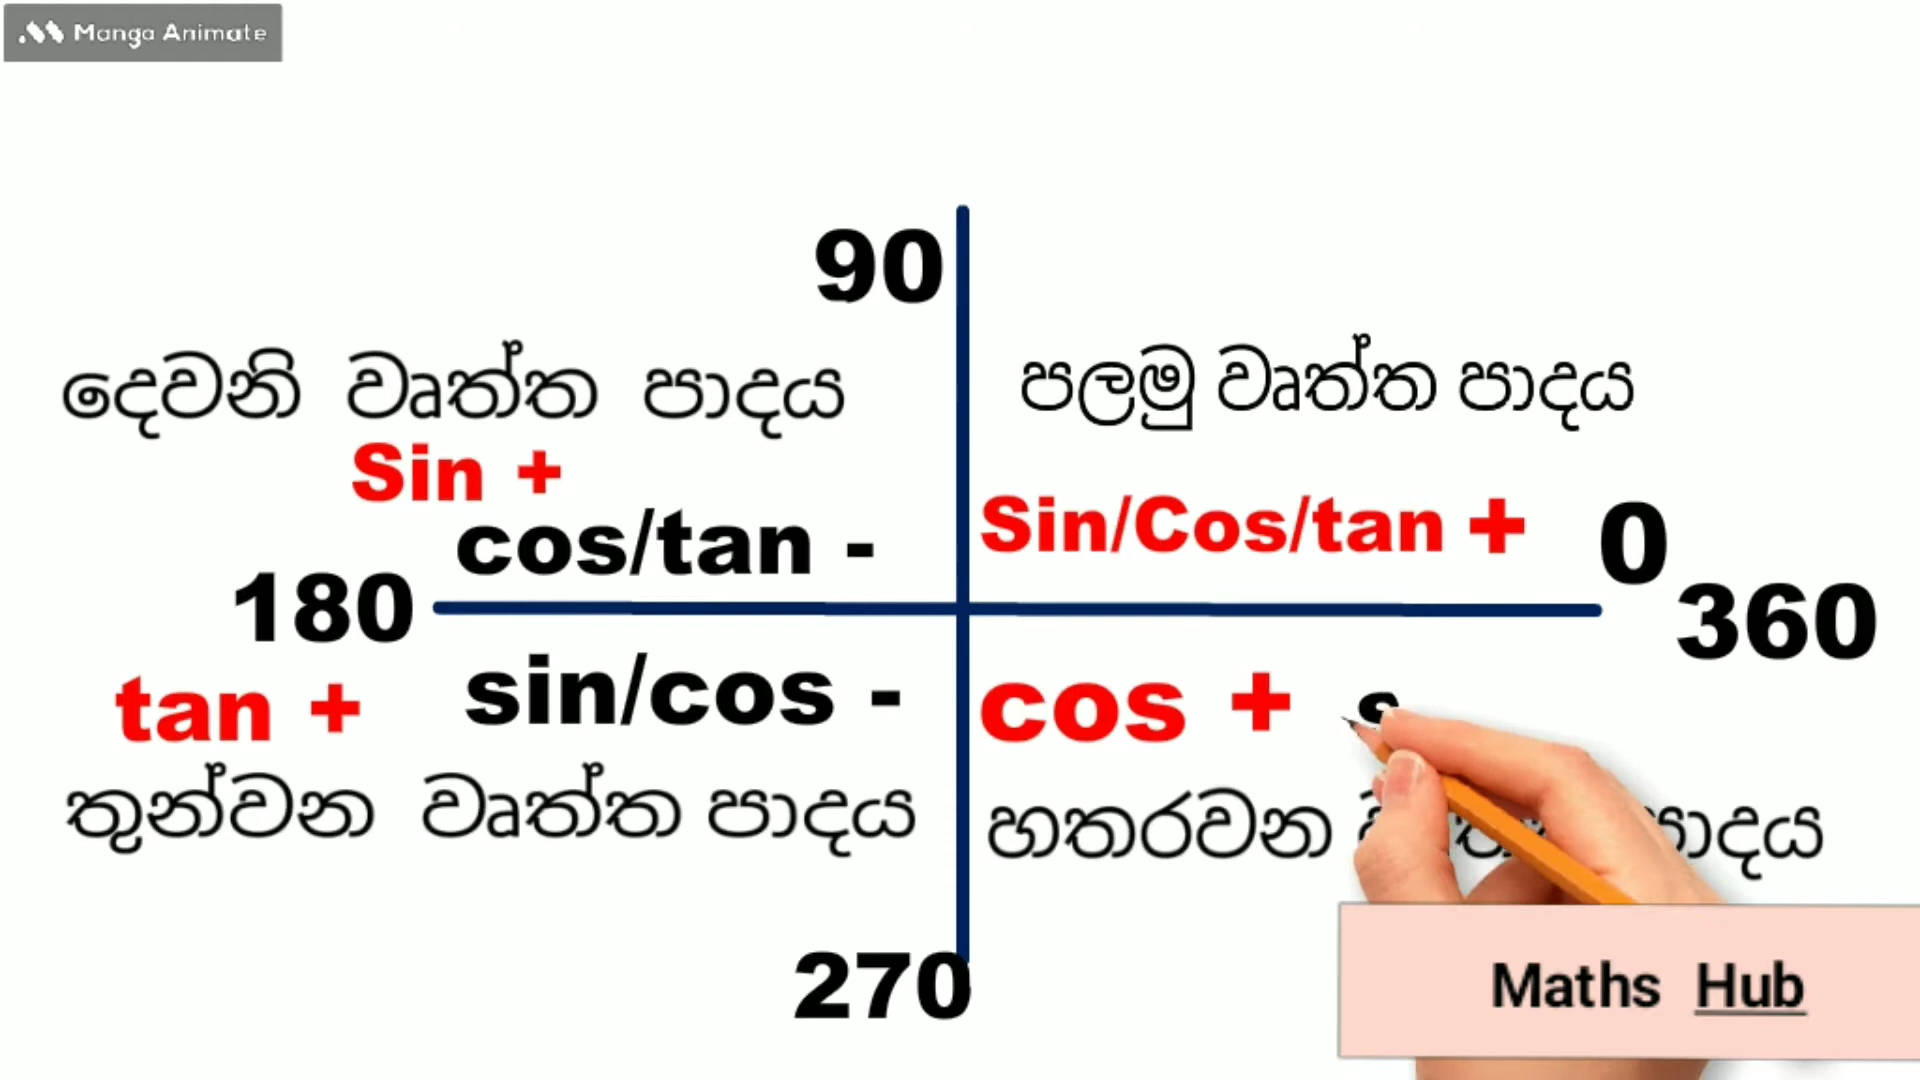 Manga Animate
90
දෙවනි වෘත්ත පාදය
පලමු වෘත්ත පාදය
Sin +
cos/tan -
Sin/Cos/tan +
0
180
360
tan +
sin/cos -
cos + s
තුන්වන වෘත්ත පාදය
හතරවන පාදය
270
Maths Hub